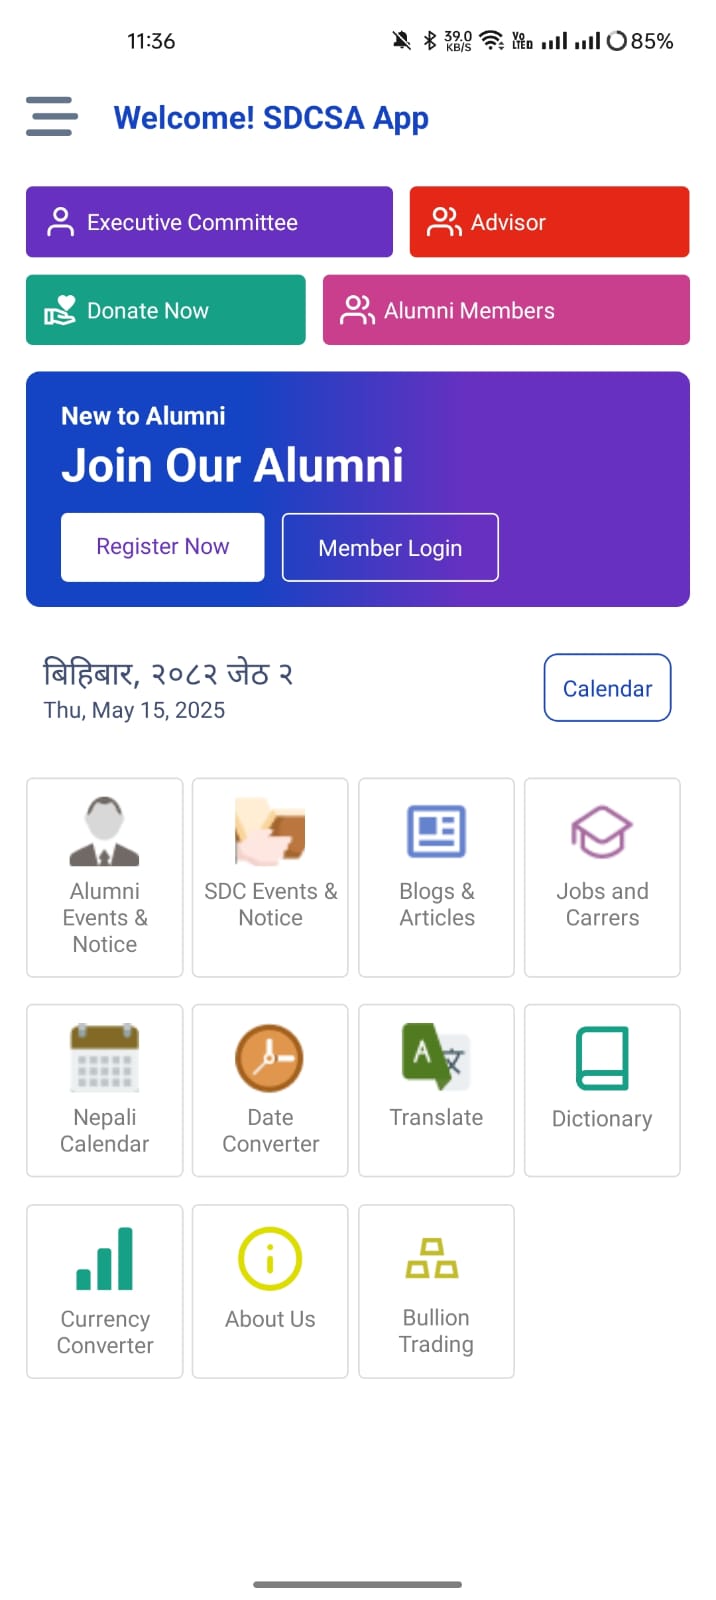 11:36
39.0 KB/S Vo LTED 85%
Welcome! SDCSA App
Executive Committee
Advisor
Donate Now
Alumni Members
New to Alumni
Join Our Alumni
Register Now
Member Login
बिहिबार, २०८२ जेठ २
Thu, May 15, 2025
Calendar
Alumni
Events &
Notice
SDC Events &
Notice
Blogs &
Articles
Jobs and
Carrers
Nepali
Calendar
Date
Converter
A 文
Translate
Dictionary
Currency
Converter
About Us
Bullion
Trading